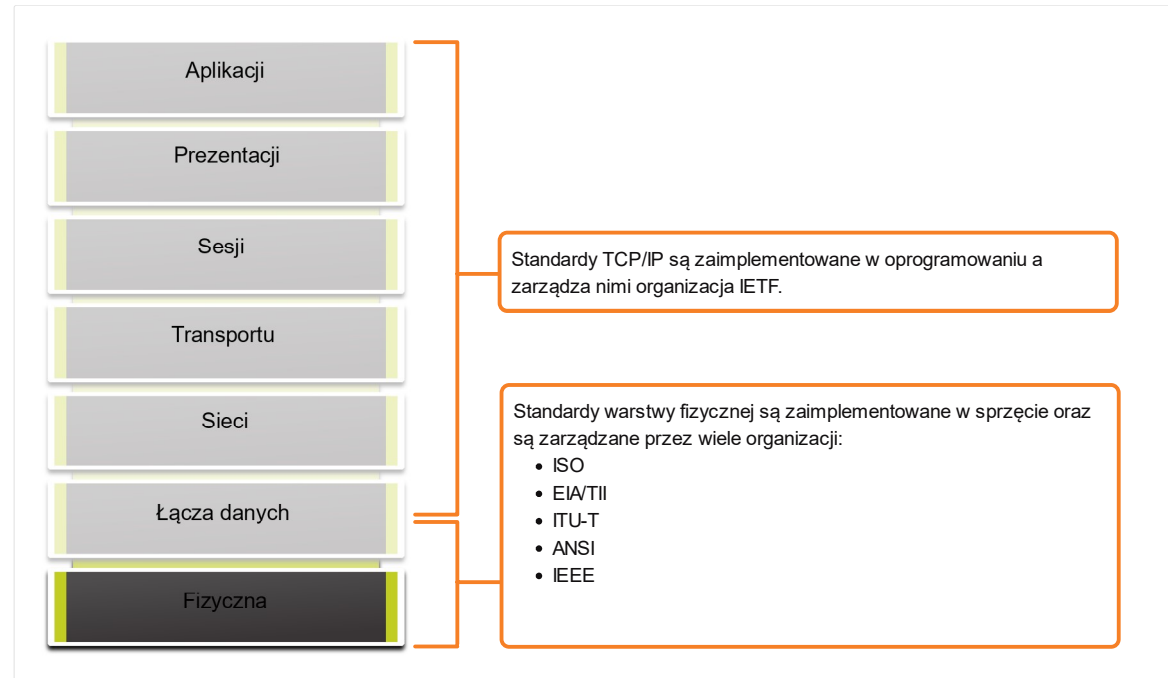 Aplikacji
Prezentacji
Sesji
Transportu
Sieci
Łącza danych
Fizyczna
Standardy TCP/IP są zaimplementowane w oprogramowaniu a
zarządza nimi organizacja IETF.
Standardy warstwy fizycznej są zaimplementowane w sprzęcie oraz
są zarządzane przez wiele organizacji:
• ISO
• EIA/TII
• ITU-T
• ANSI
• IEEE